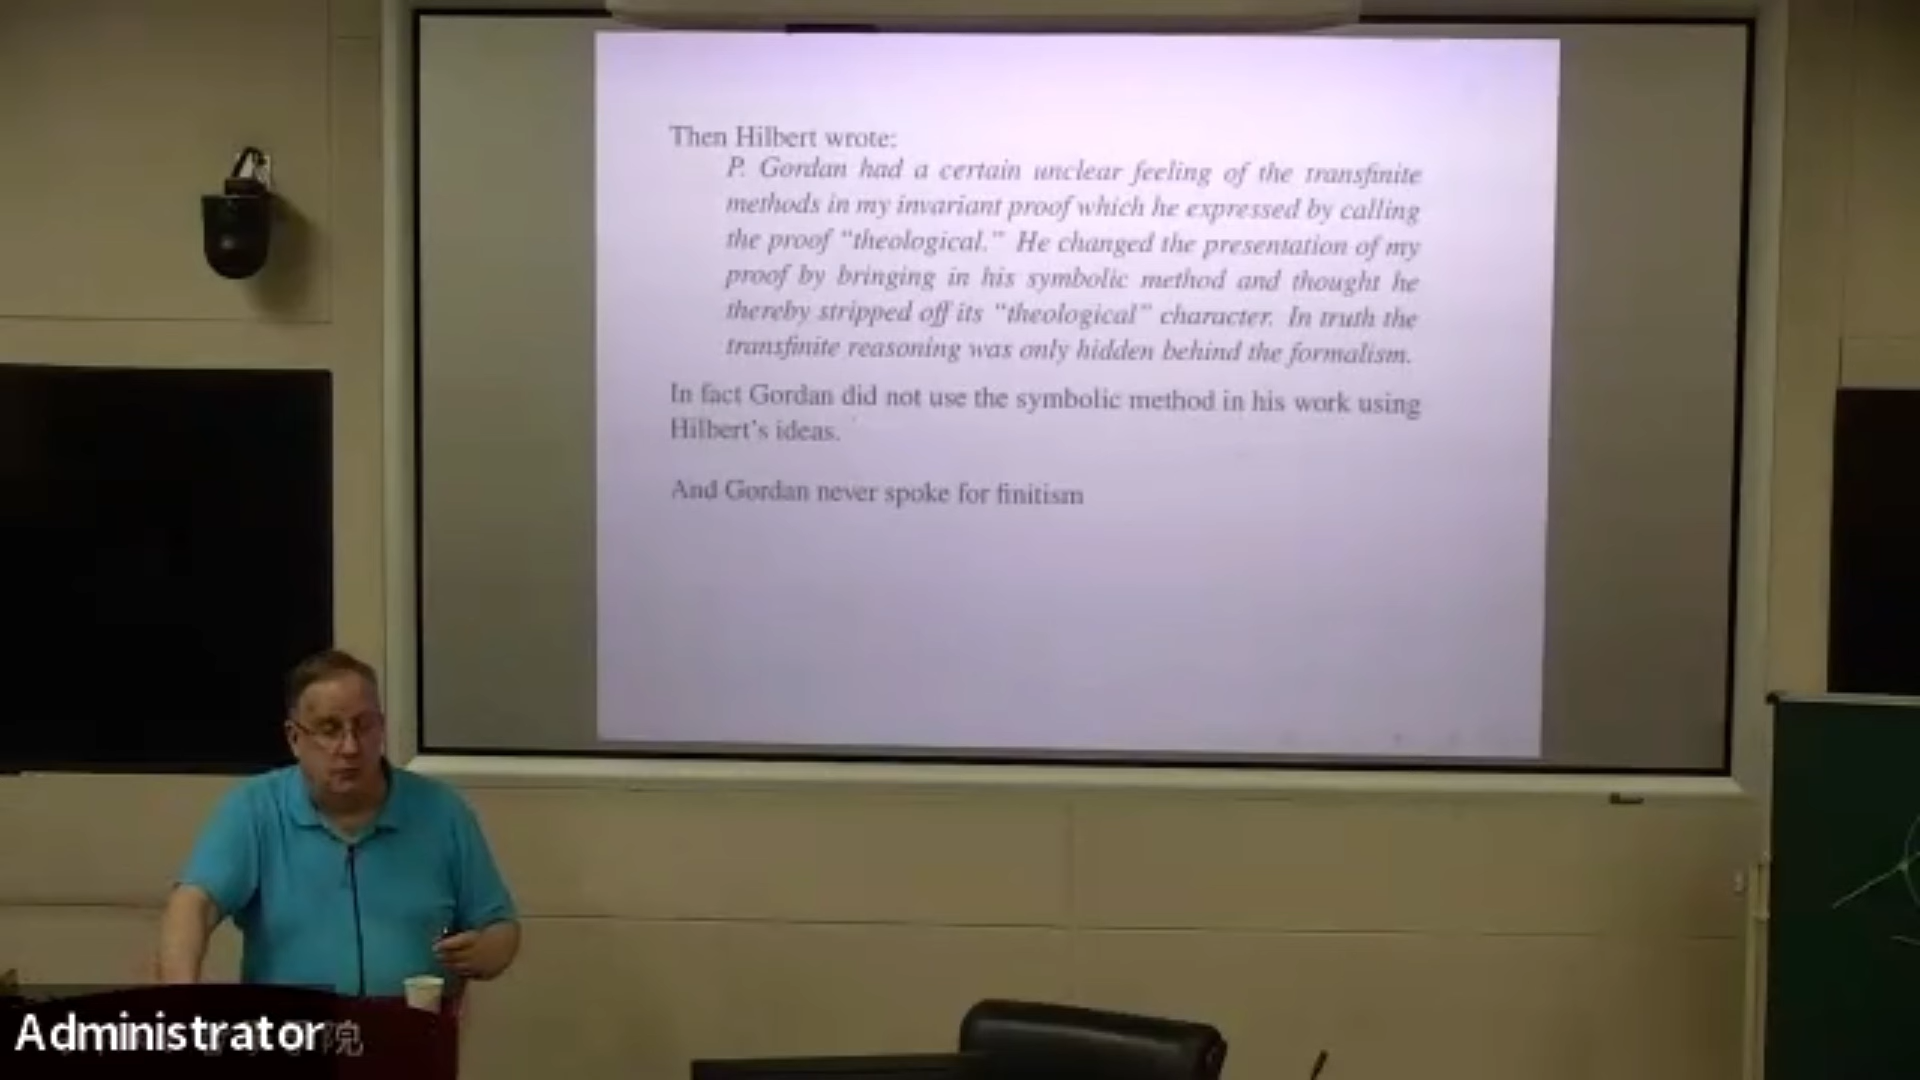 Then Hilbert wrote:
P. Gordan had a certain unclear feeling of the transfinite
methods in my invariant proof which he expressed by calling
the proof “theological.” He changed the presentation of my
proof by bringing in his symbolic method and thought he
thereby stripped off its “theological” character. In truth the
transfinite reasoning was only hidden behind the formalism.
In fact Gordan did not use the symbolic method in his work using
Hilbert’s ideas.
And Gordan never spoke for finitism
Administrator
院